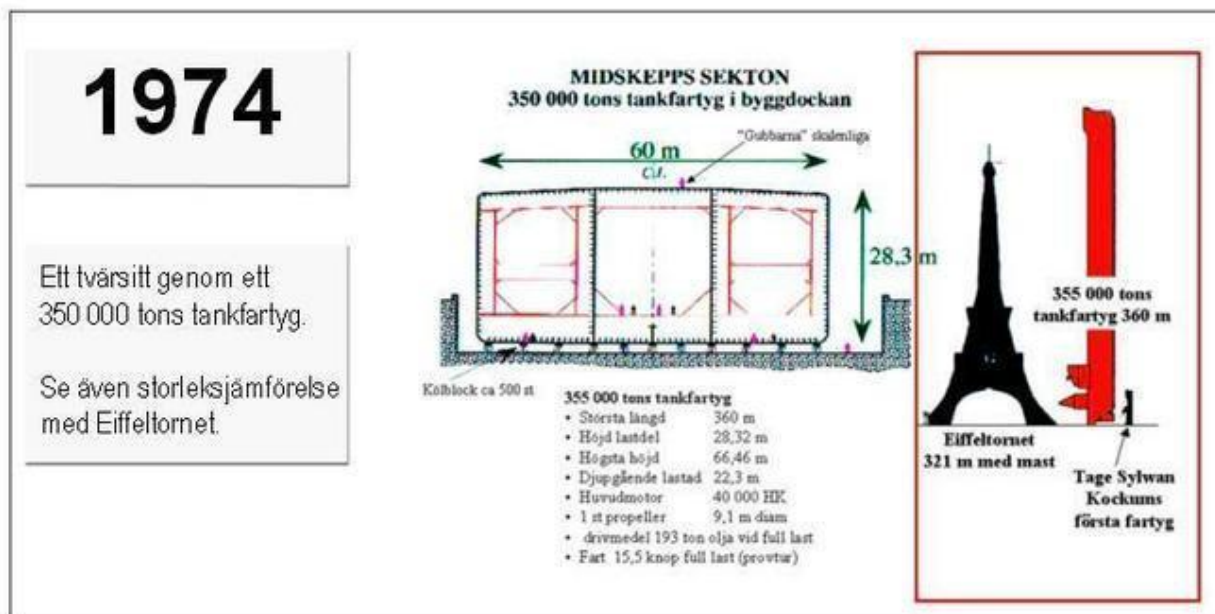 1974
Ett tvärsitt genom ett
350 000 tons tankfartyg.
Se även storleksjämförelse
med Eiffeltornet.
MIDSKEPPS SEKTON
350 000 tons tankfartyg i byggdockan
"Gubbarna" skalenliga
60 m
cu.
28,3 m
Kölblock ca 500 st
355 000 tons tankfartyg
• Största längd 360 m
• Höjd lastdel 28,32 m
• Högsta höjd 66,46 m
• Djupgående lastad 22,3 m
• Huvudmotor 40 000 HK
• 1 st propeller 9,1 m diam
• drivmedel 193 ton olja vid full last
• Fart 15,5 knop full last (provtur)
355 000 tons
tankfartyg 360 m
Eiffeltornet
321 m med mast
Tage Sylwan
Kockums
första fartyg